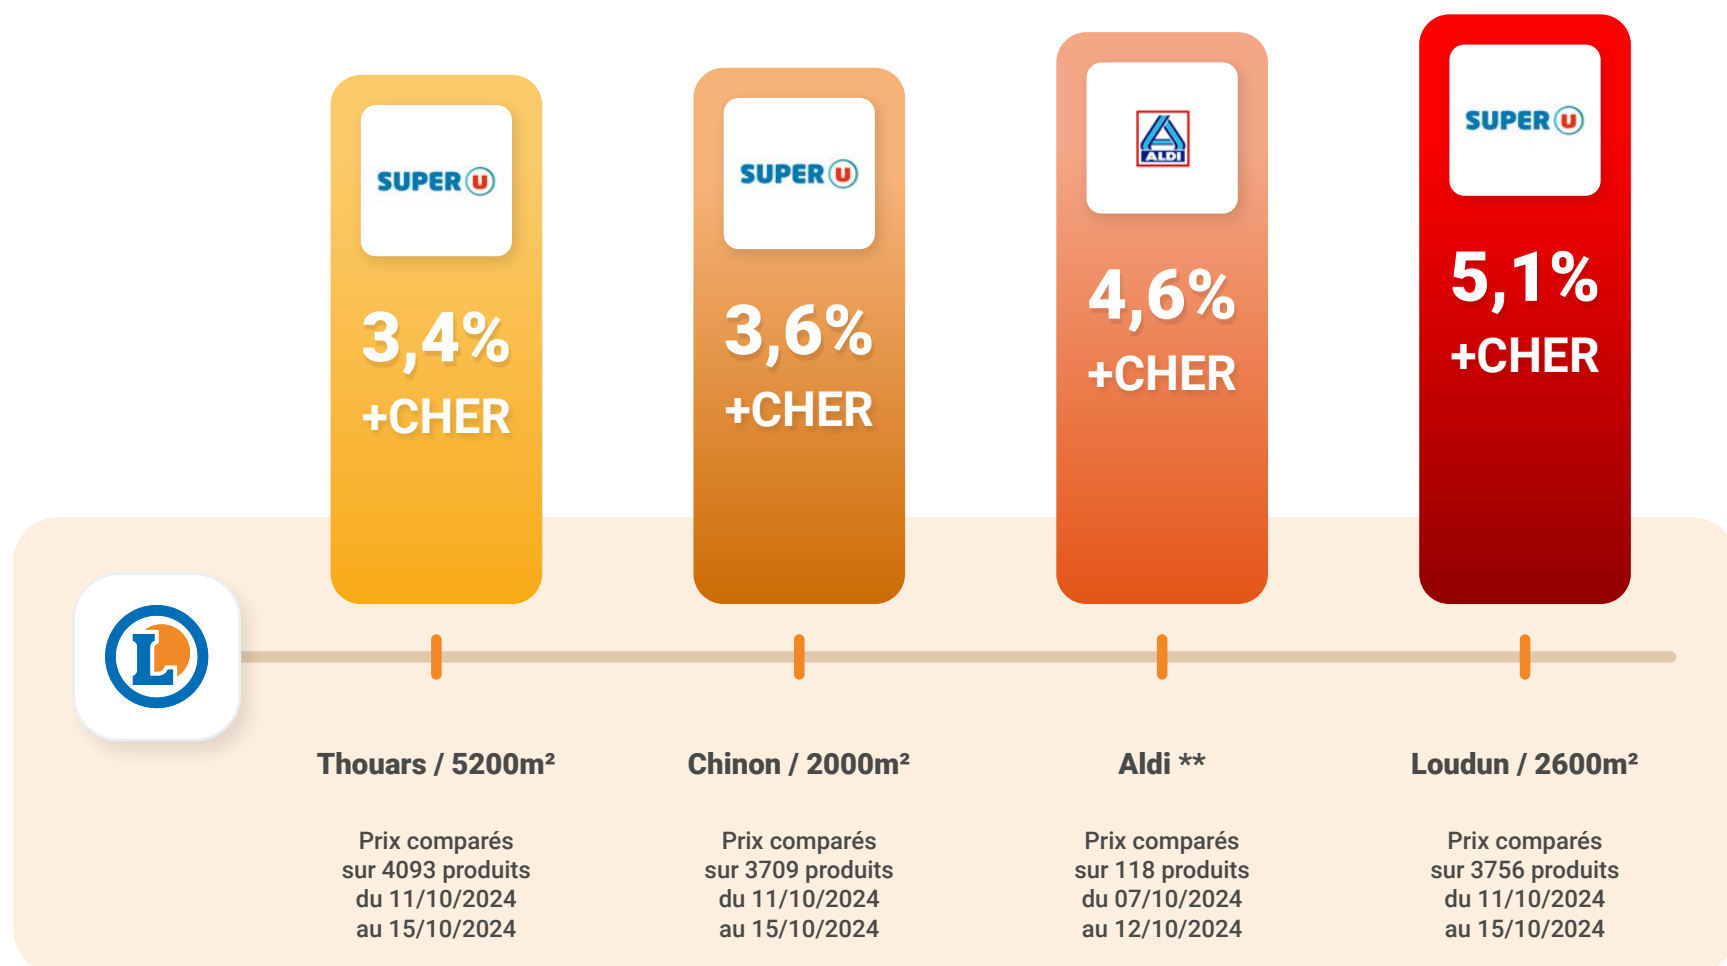 SUPER U
3,4%
+CHER
SUPER U
3,6%
+CHER
ALDI
4,6%
+CHER
SUPER U
5,1%
+CHER
L
Thouars / 5200m²
Prix comparés
sur 4093 produits
du 11/10/2024
au 15/10/2024
Chinon / 2000m²
Prix comparés
sur 3709 produits
du 11/10/2024
au 15/10/2024
Aldi **
Prix comparés
sur 118 produits
du 07/10/2024
au 12/10/2024
Loudun / 2600m²
Prix comparés
sur 3756 produits
du 11/10/2024
au 15/10/2024